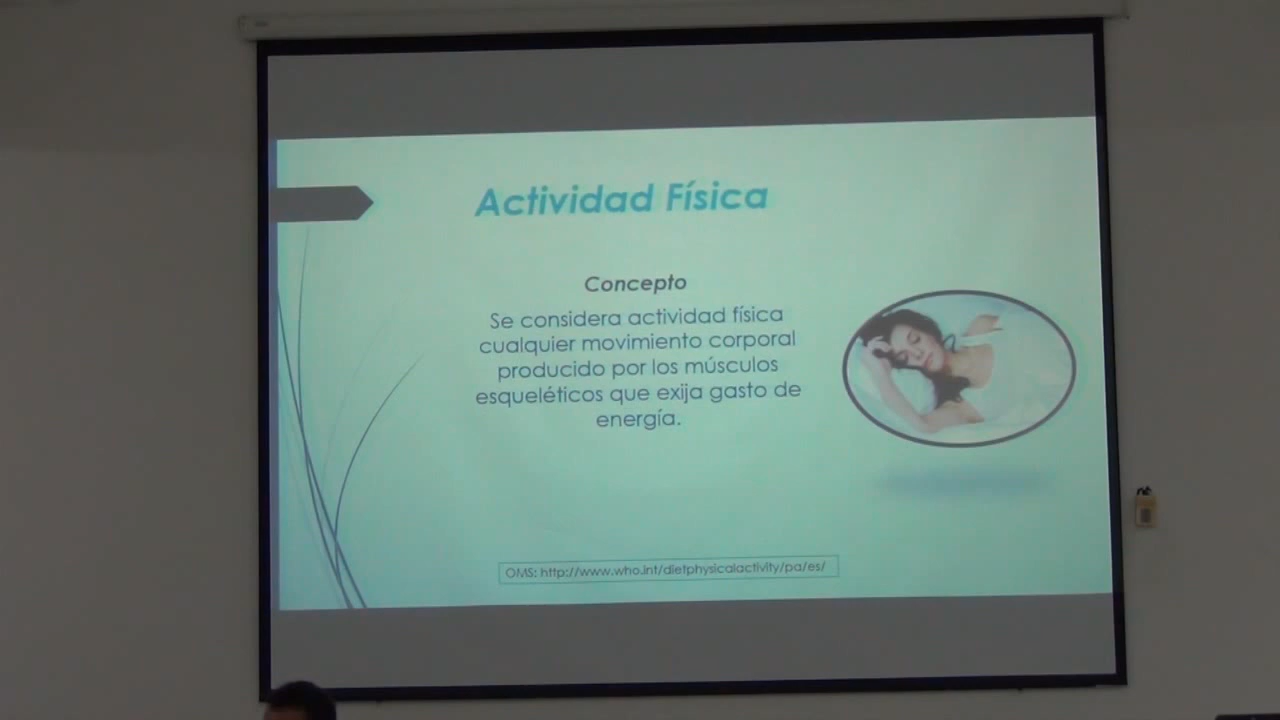 Actividad Física
Concepto
Se considera actividad física
cualquier movimiento corporal
producido por los músculos
esqueléticos que exija gasto de
energía.
OMS: http://www.who.int/dietphysicalactivity/pa/es/